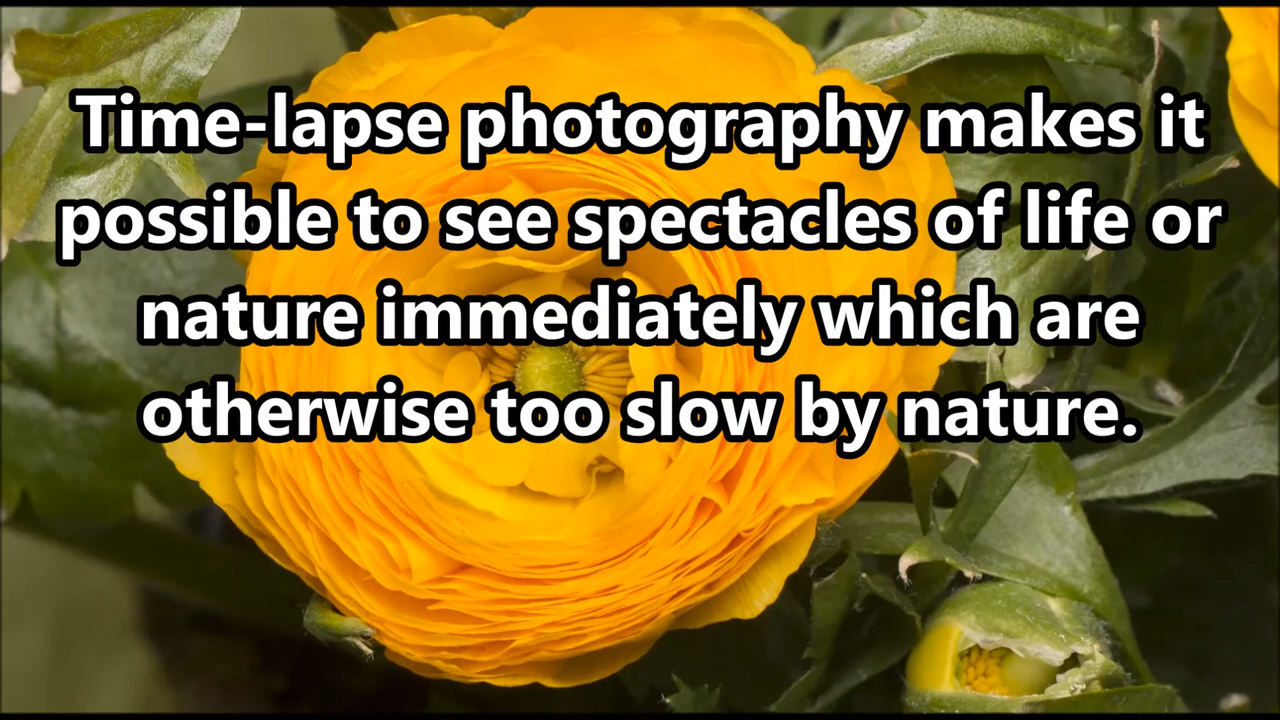 Time-lapse photography makes it
possible to see spectacles of life or
nature immediately which are
otherwise too slow by nature.